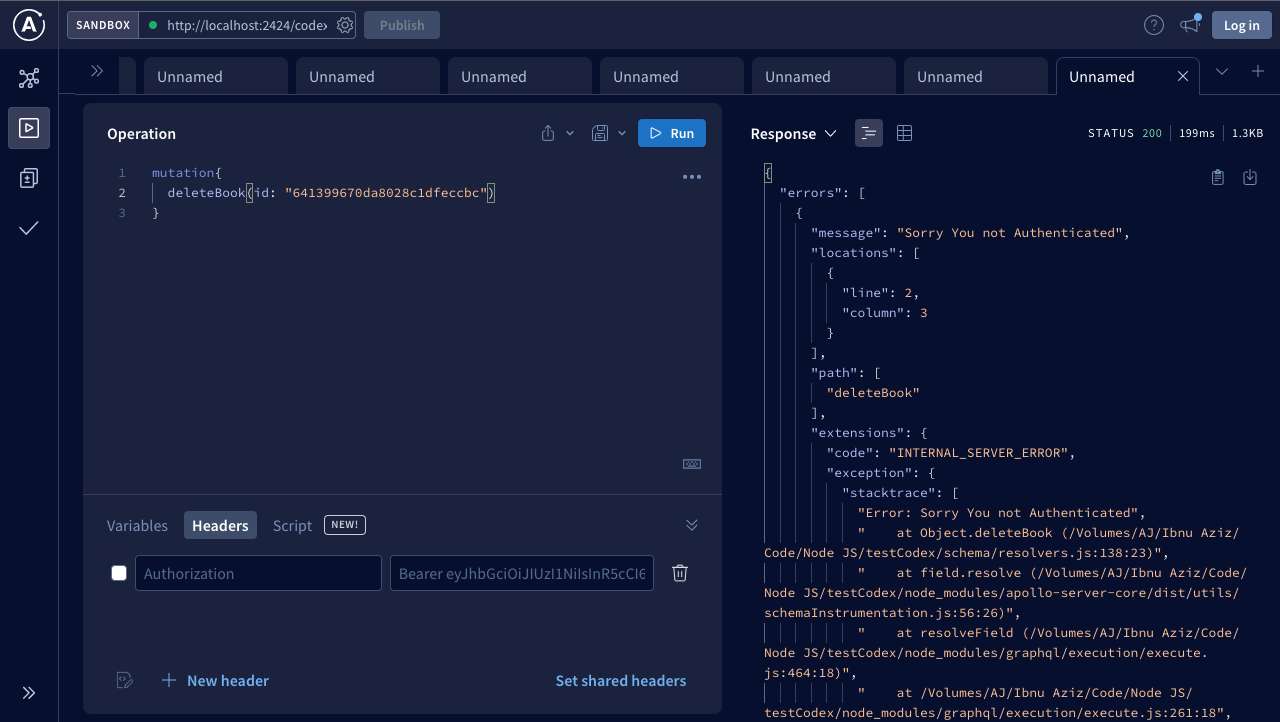 SANDBOX
http://localhost:2424/codex
Publish
Log in
Unnamed
Unnamed
Unnamed
Unnamed
Unnamed
Unnamed
Unnamed
Operation
Run
1 mutation{
2 deleteBook(id: "641399670da8028c1dfeccbc")
3 }
Variables
Headers
Script
NEW!
Authorization
Bearer eyJhbGciOiJIUzI1NiIsInR5cCI6
New header
Set shared headers
Response
STATUS 200
199ms
1.3KB
{
"errors": [
{
"message": "Sorry You not Authenticated",
"locations": [
{
"line": 2,
"column": 3
}
],
"path": [
"deleteBook"
],
"extensions": {
"code": "INTERNAL_SERVER_ERROR",
"exception": {
"stacktrace": [
"Error: Sorry You not Authenticated",
"    at Object.deleteBook (/Volumes/AJ/Ibnu Aziz/
Code/Node JS/testCodex/schema/resolvers.js:138:23)",
"    at field.resolve (/Volumes/AJ/Ibnu Aziz/Code/
Node JS/testCodex/node_modules/apollo-server-core/dist/utils/
schemaInstrumentation.js:56:26)",
"    at resolveField (/Volumes/AJ/Ibnu Aziz/Code/
Node JS/testCodex/node_modules/graphql/execution/execute.
js:464:18)",
"    at /Volumes/AJ/Ibnu Aziz/Code/Node JS/
testCodex/node_modules/graphql/execution/execute.js:261:18",